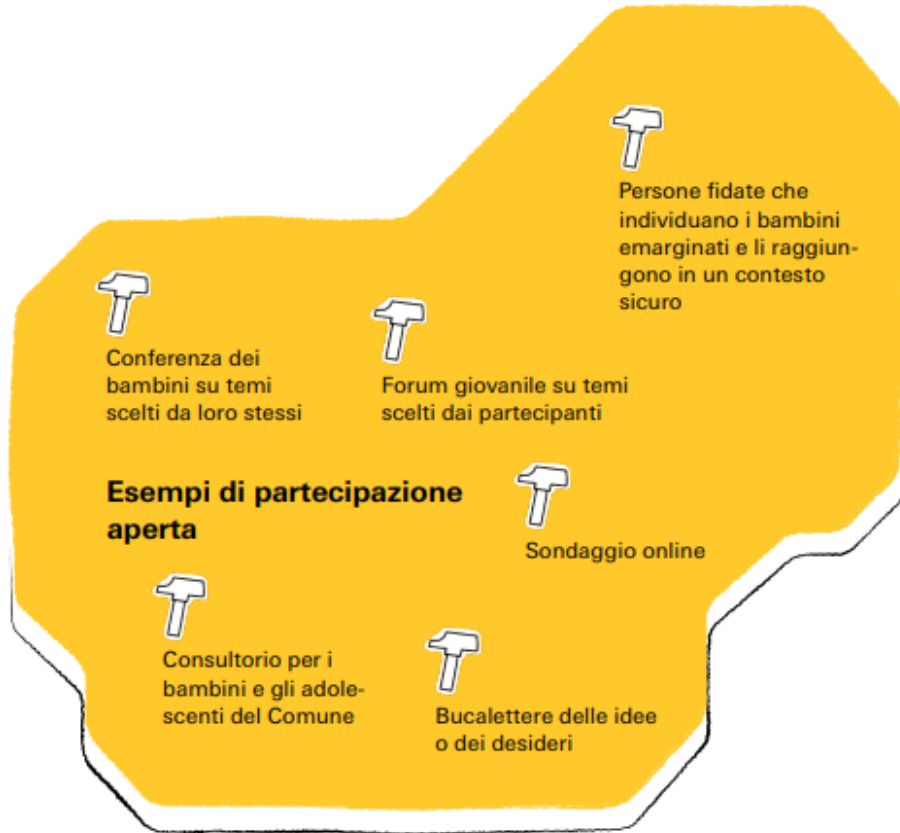 Persone fidate che
individuano i bambini
emarginati e li raggiun-
gono in un contesto
sicuro
Conferenza dei
bambini su temi
scelti da loro stessi
Forum giovanile su temi
scelti dai partecipanti
Esempi di partecipazione
aperta
Sondaggio online
Consultorio per i
bambini e gli adole-
scenti del Comune
Bucalettere delle idee
o dei desideri